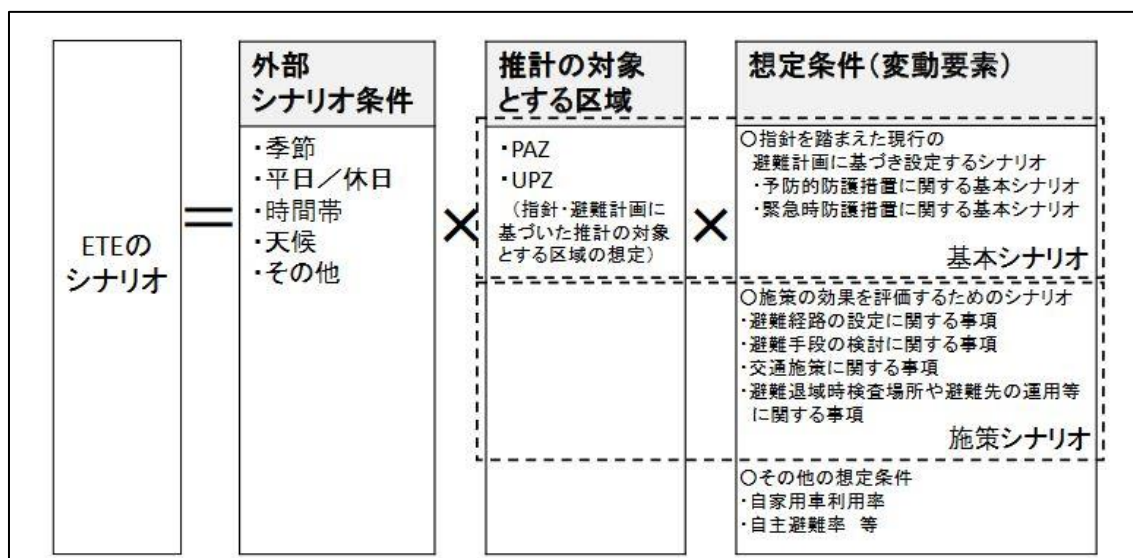 ETEの
シナリオ
＝
外部
シナリオ条件
・季節
・平日／休日
・時間帯
・天候
・その他
×
推計の対象
とする区域
・PAZ
・UPZ
（指針・避難計画に
基づいた推計の対象
とする区域の想定）
×
想定条件（変動要素）
〇指針を踏まえた現行の
避難計画に基づき設定するシナリオ
・予防的防護措置に関する基本シナリオ
・緊急時防護措置に関する基本シナリオ
基本シナリオ
〇施策の効果を評価するためのシナリオ
・避難経路の設定に関する事項
・避難手段の検討に関する事項
・交通施策に関する事項
・避難退域時検査場所や避難先の運用等
に関する事項
施策シナリオ
〇その他の想定条件
・自家用車利用率
・自主避難率　等